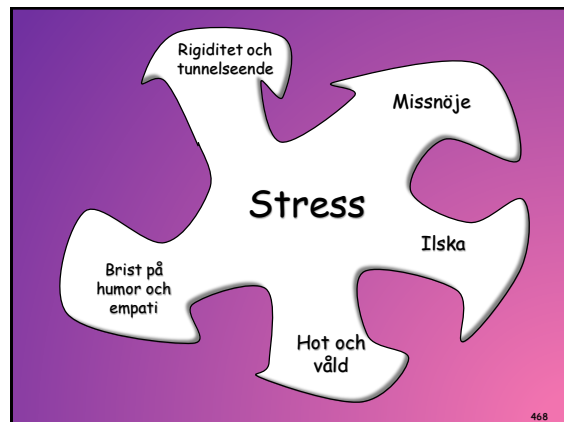 Rigiditet och
tunnelseende
Missnöje
Stress
Ilska
Brist på
humor och
empati
Hot och
våld
468